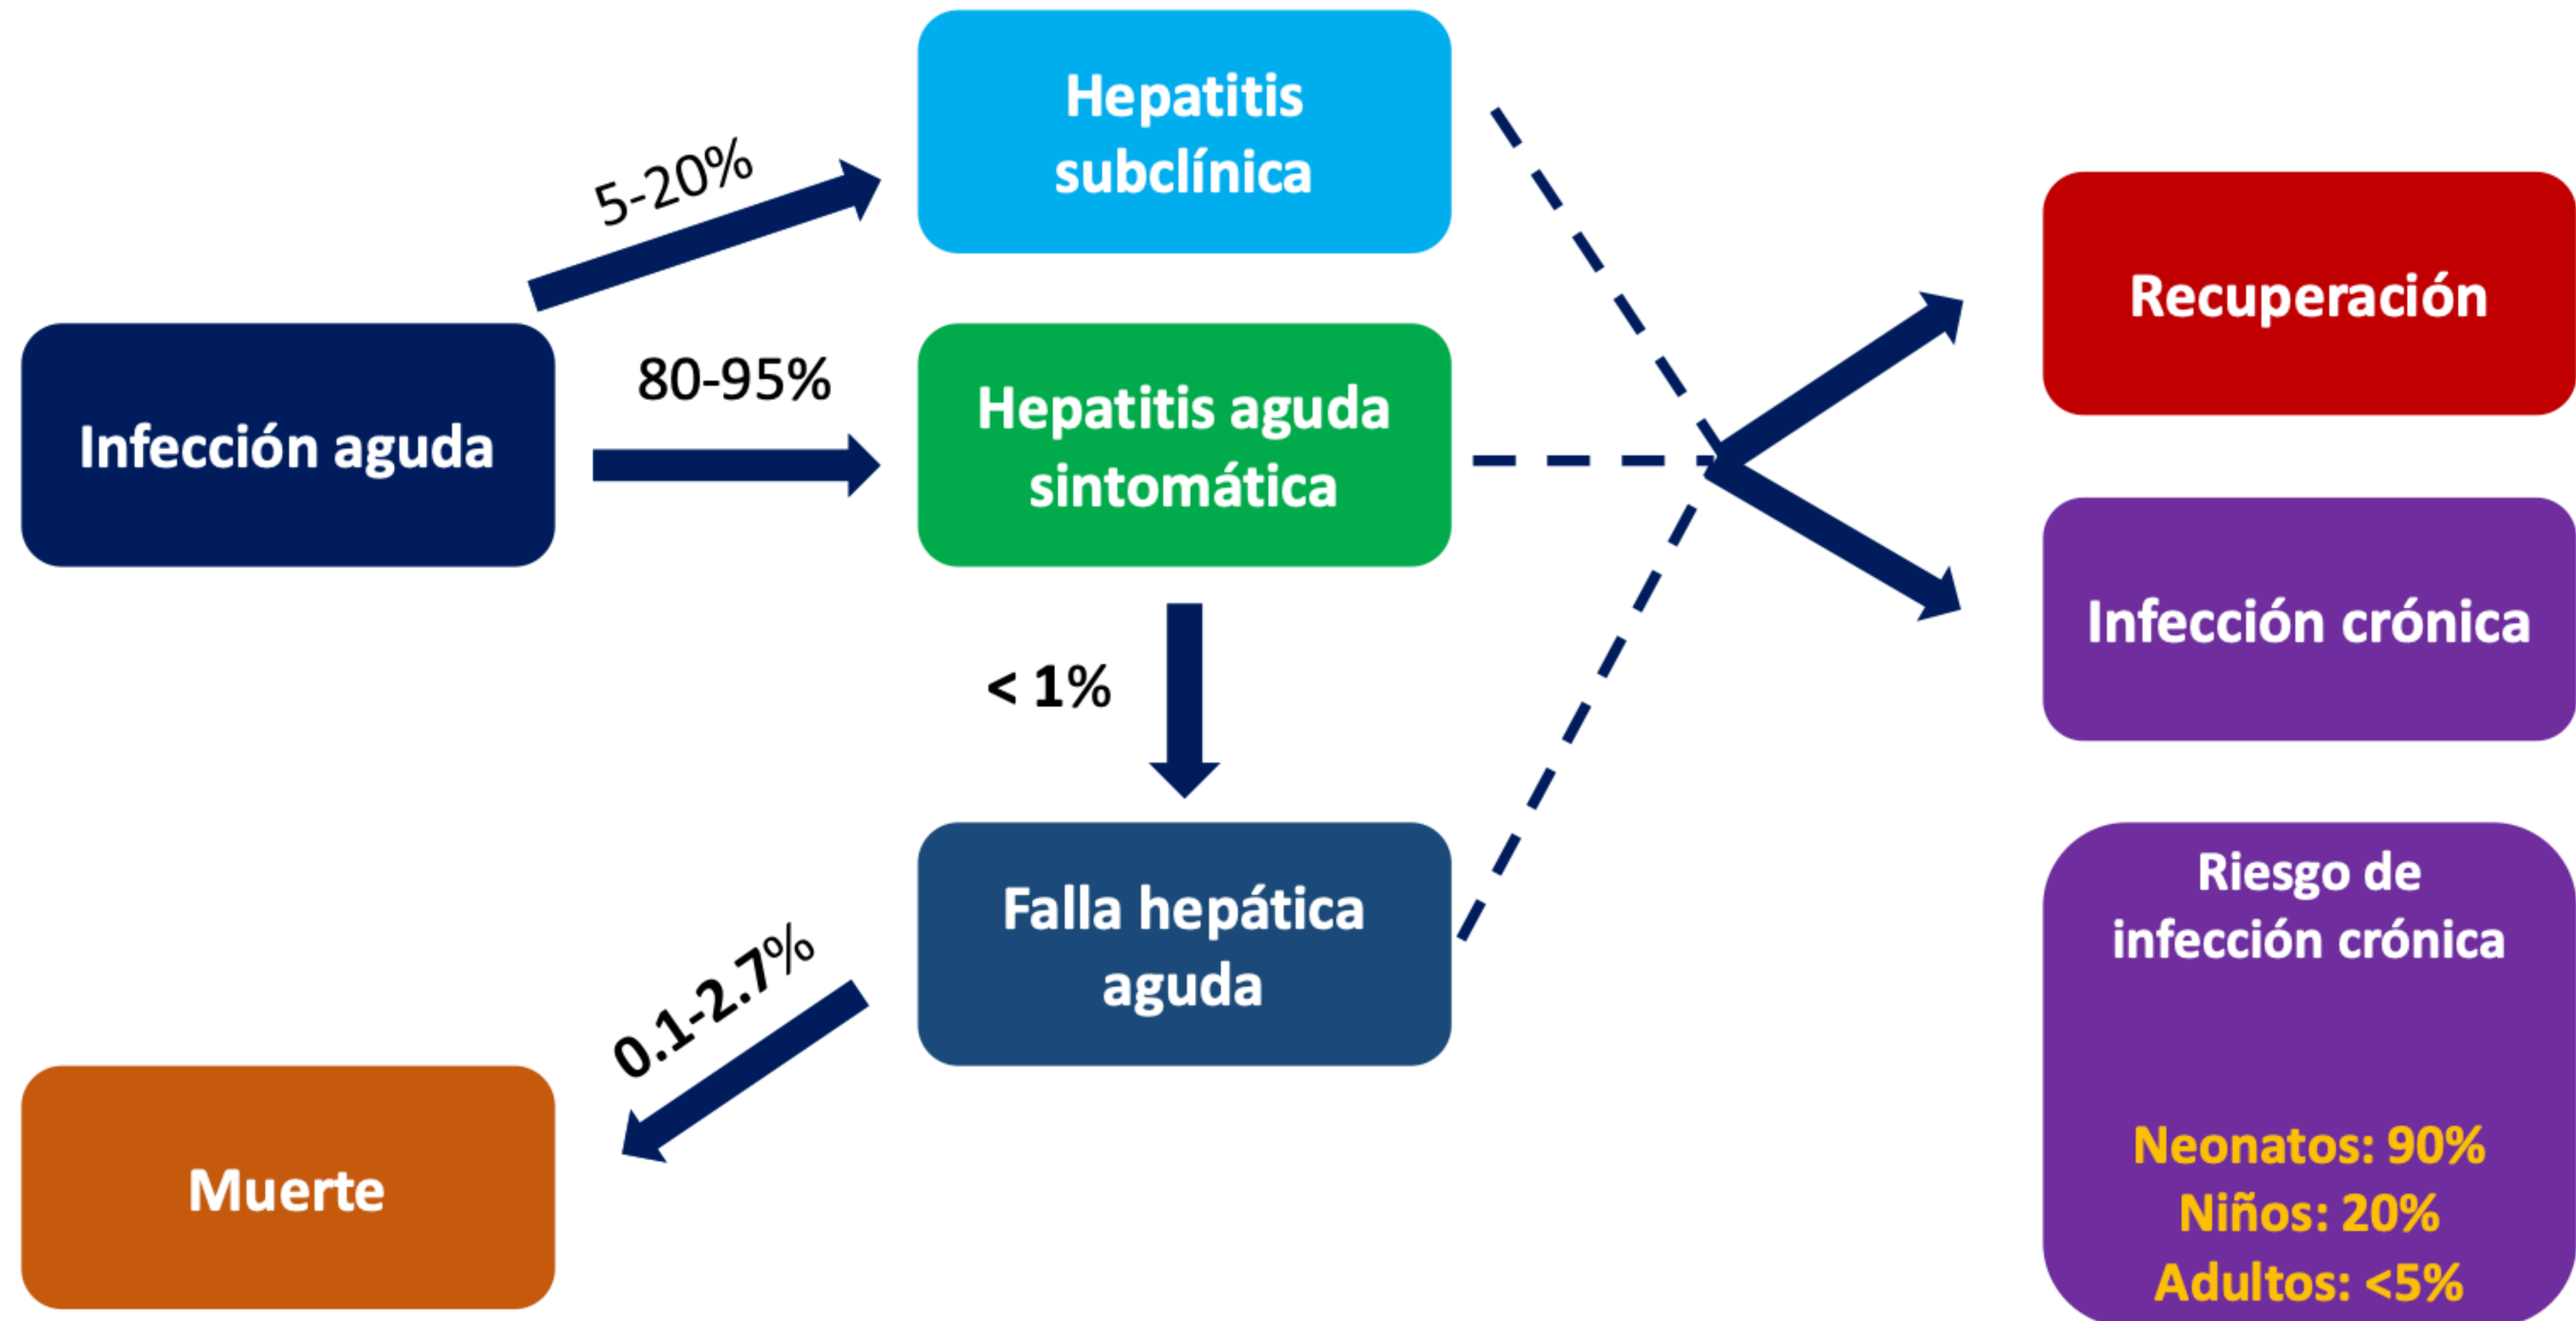 Hepatitis
subclínica
5-20%
Recuperación
Infección aguda
80-95%
Hepatitis aguda
sintomática
Infección crónica
< 1%
Falla hepática
aguda
0.1-2.7%
Muerte
Riesgo de
infección crónica
Neonatos: 90%
Niños: 20%
Adultos: <5%